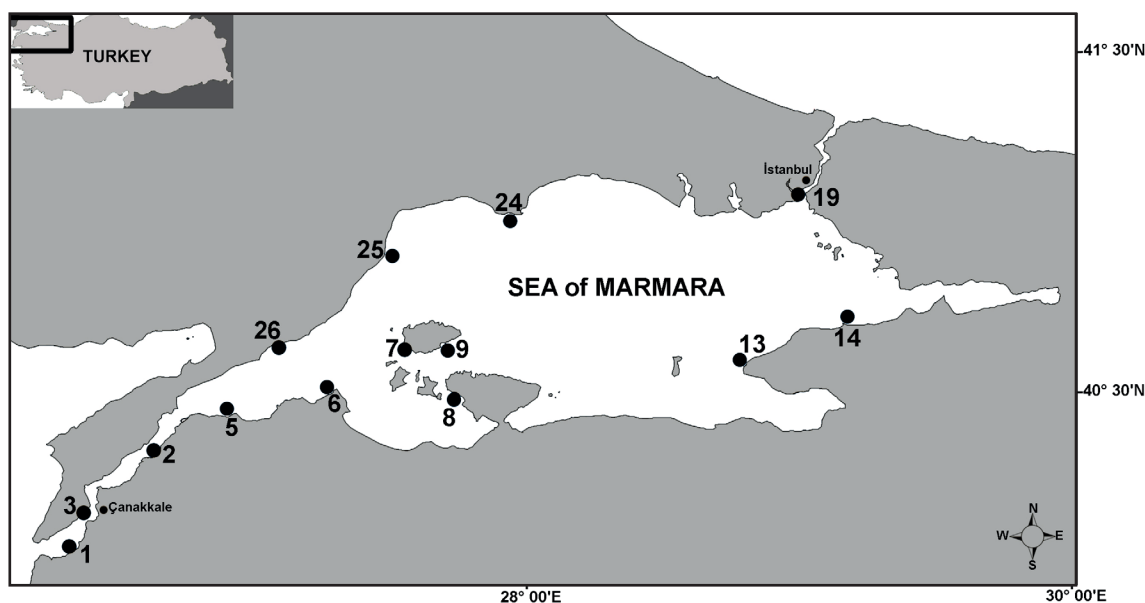 TURKEY
41° 30'N
İstanbul
19
24
25
SEA of MARMARA
26
7
9
13
14
40° 30'N
6
8
5
2
3
Çanakkale
1
N
W
E
S
28° 00'E
30° 00'E